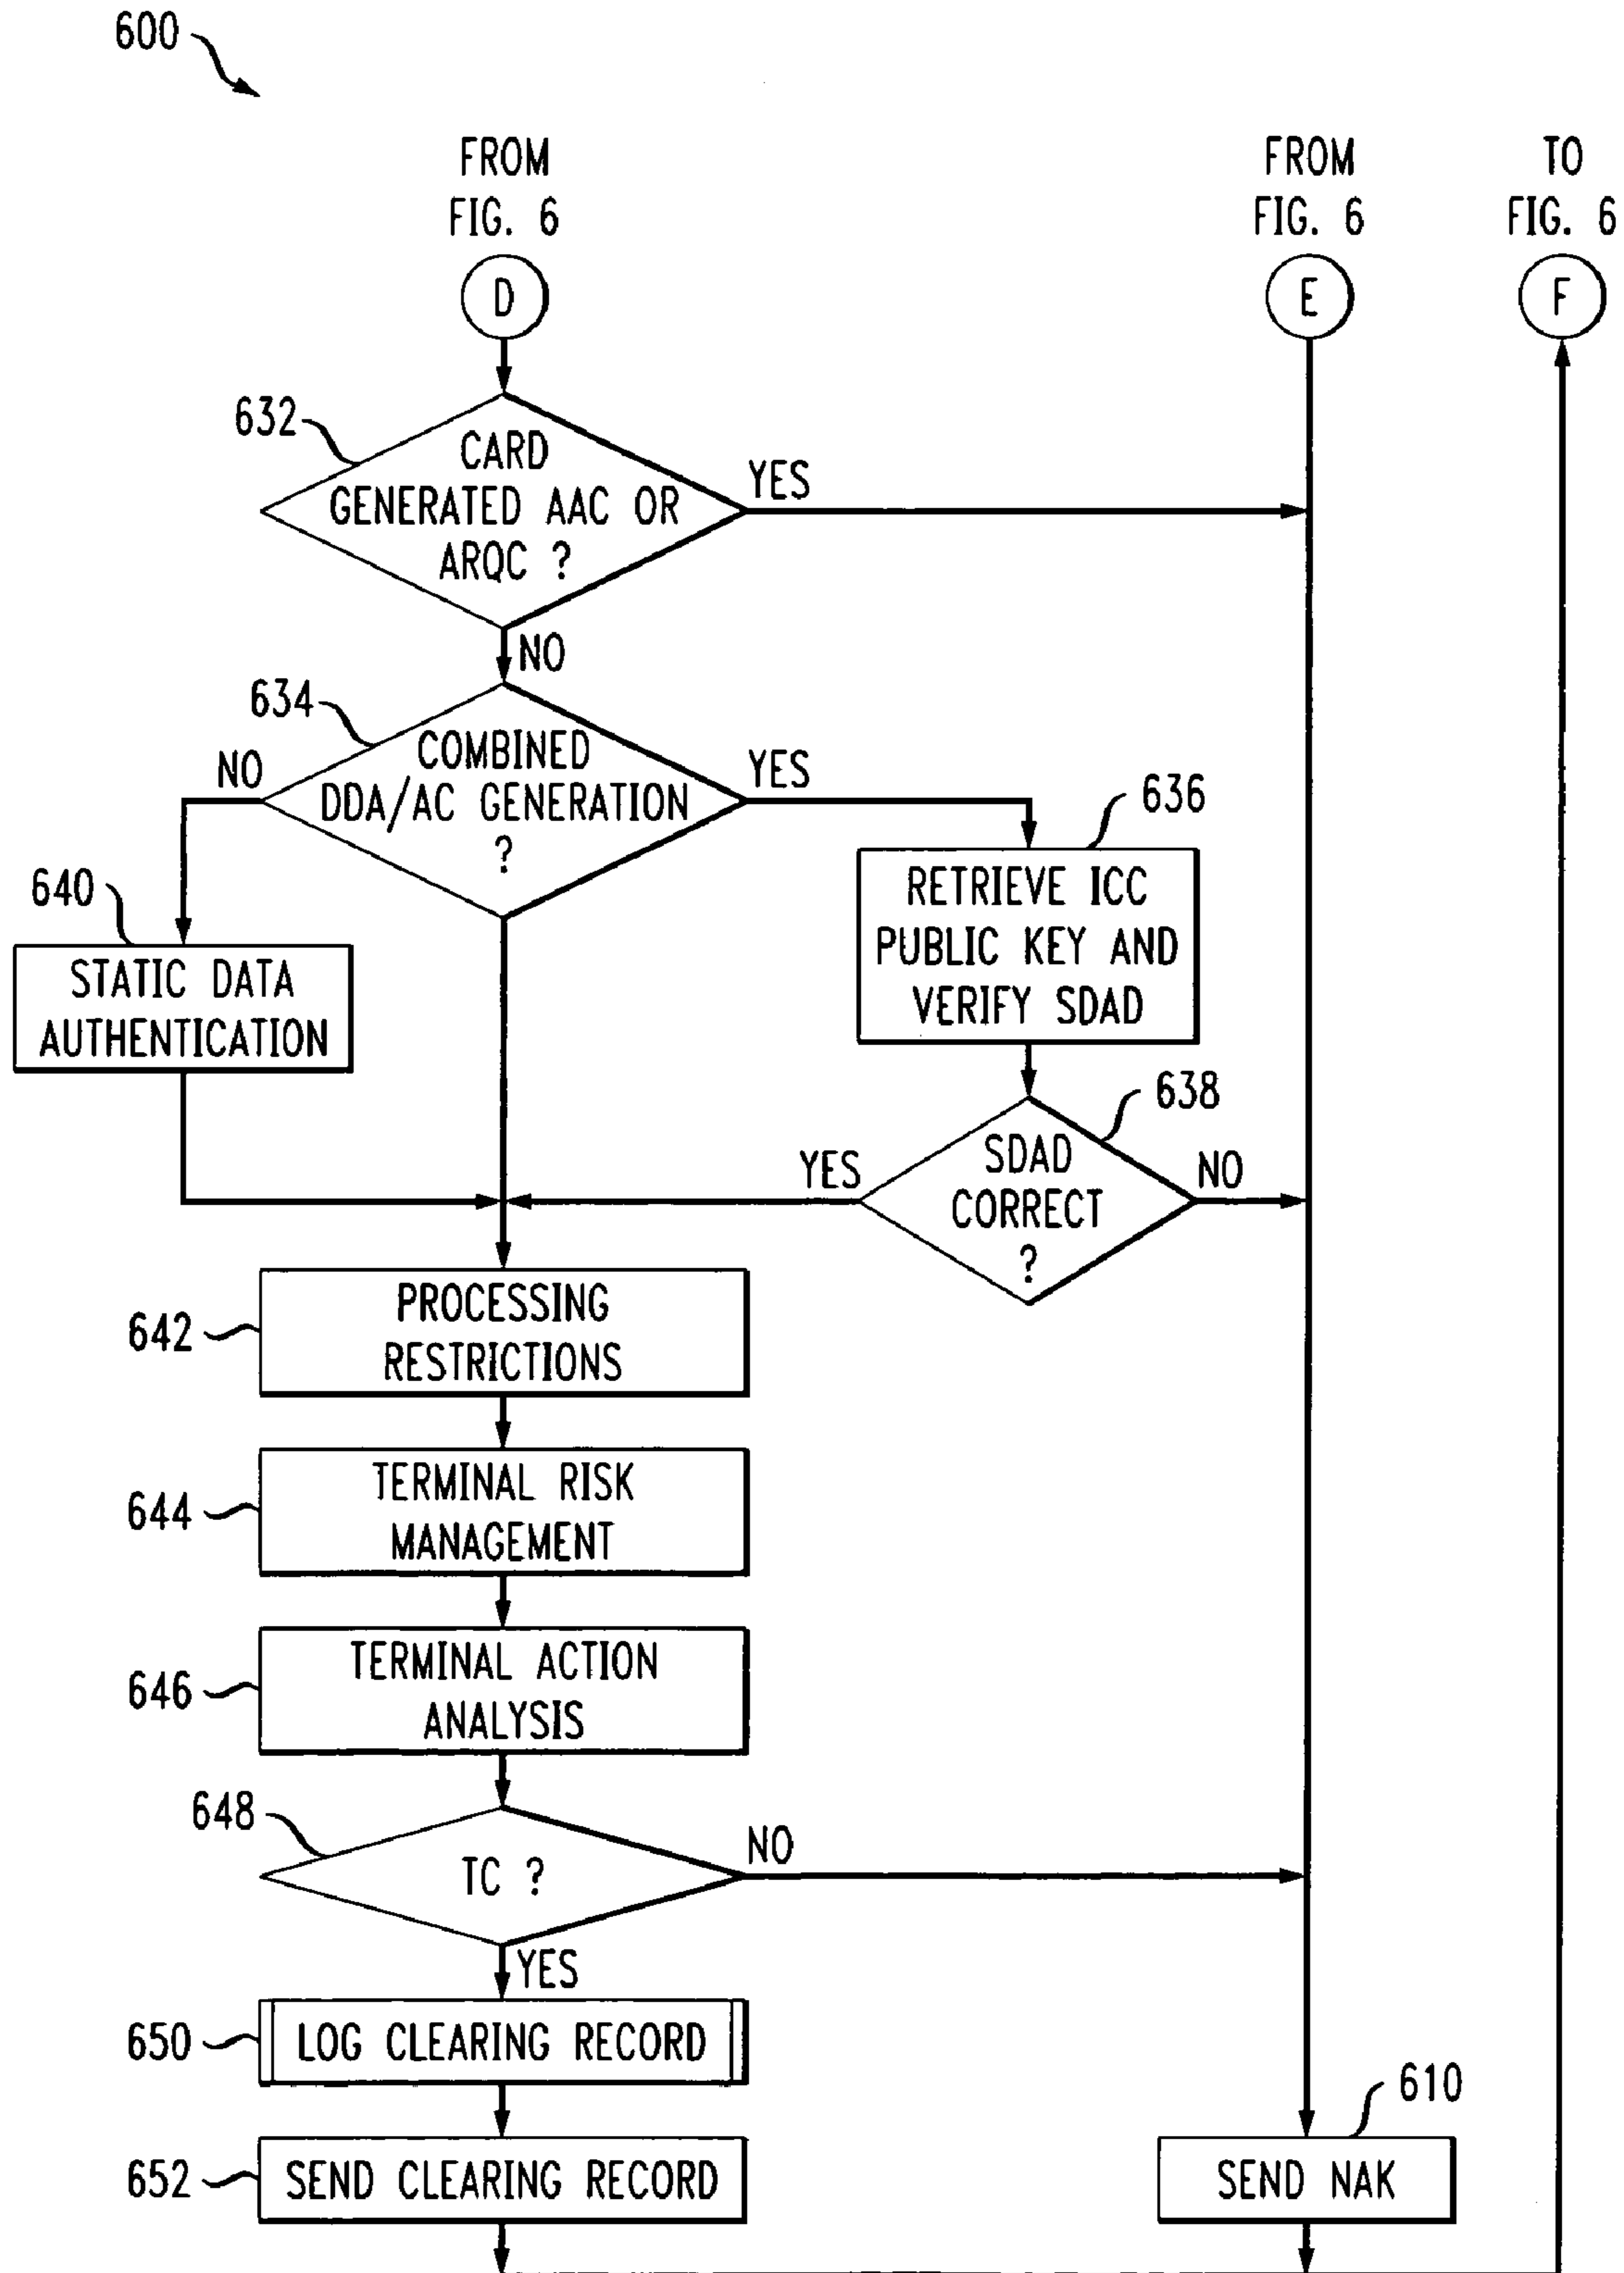 600
FROM
FIG. 6
D
FROM
FIG. 6
E
TO
FIG. 6
F
632
CARD
GENERATED AAC OR
ARQC ?
YES
NO
634
COMBINED
DDA/AC GENERATION
?
NO
YES
636
RETRIEVE ICC
PUBLIC KEY AND
VERIFY SDAD
640
STATIC DATA
AUTHENTICATION
638
SDAD
CORRECT
?
YES
NO
642
PROCESSING
RESTRICTIONS
644
TERMINAL RISK
MANAGEMENT
646
TERMINAL ACTION
ANALYSIS
648
TC ?
NO
YES
650
LOG CLEARING RECORD
652
SEND CLEARING RECORD
610
SEND NAK